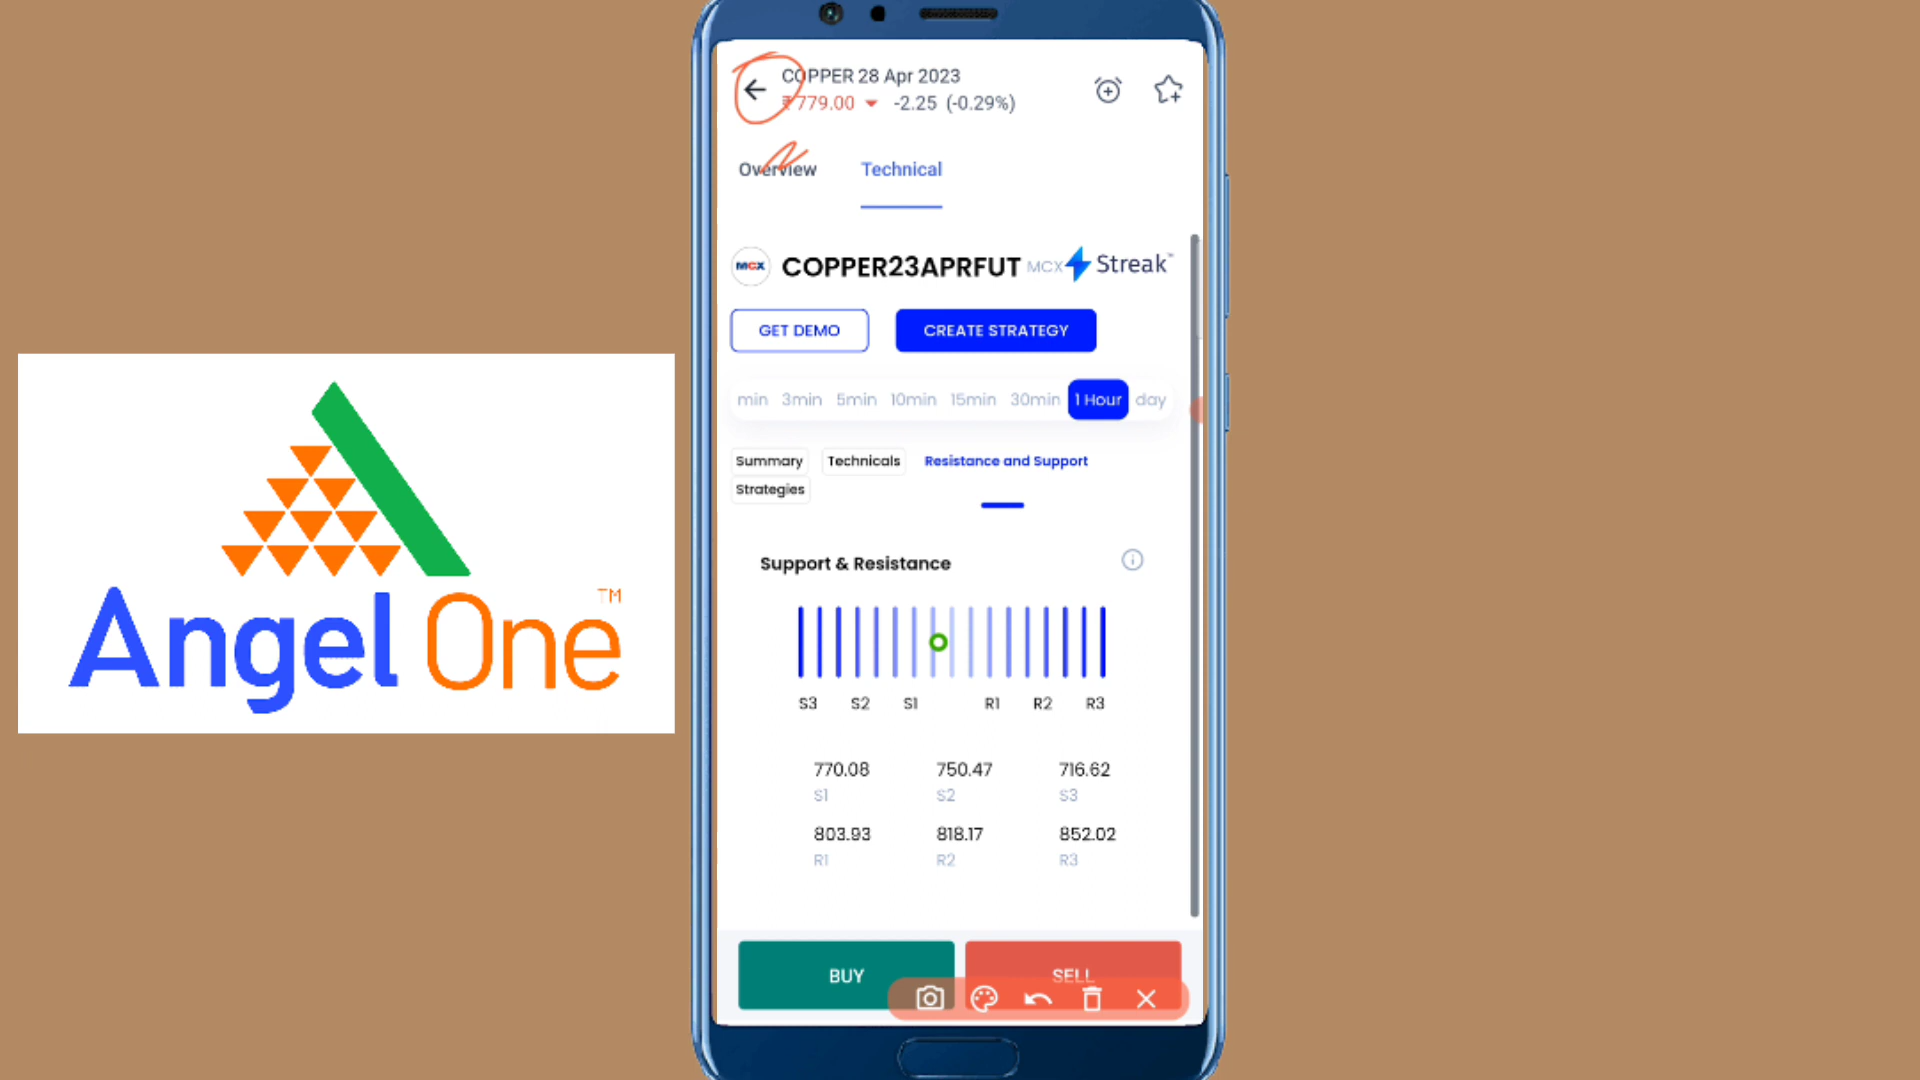 COPPER 28 Apr 2023
₹ 779.00 -2.25 (-0.29%)
Overview Technical
MCX COPPER23APRFUT MCX Streak™
GET DEMO CREATE STRATEGY
min 3min 5min 10min 15min 30min 1 Hour day
Summary Technicals Resistance and Support
Strategies
Support & Resistance
S3 S2 S1 R1 R2 R3
770.08 750.47 716.62
S1 S2 S3
803.93 818.17 852.02
R1 R2 R3
BUY SELL
Angel One™